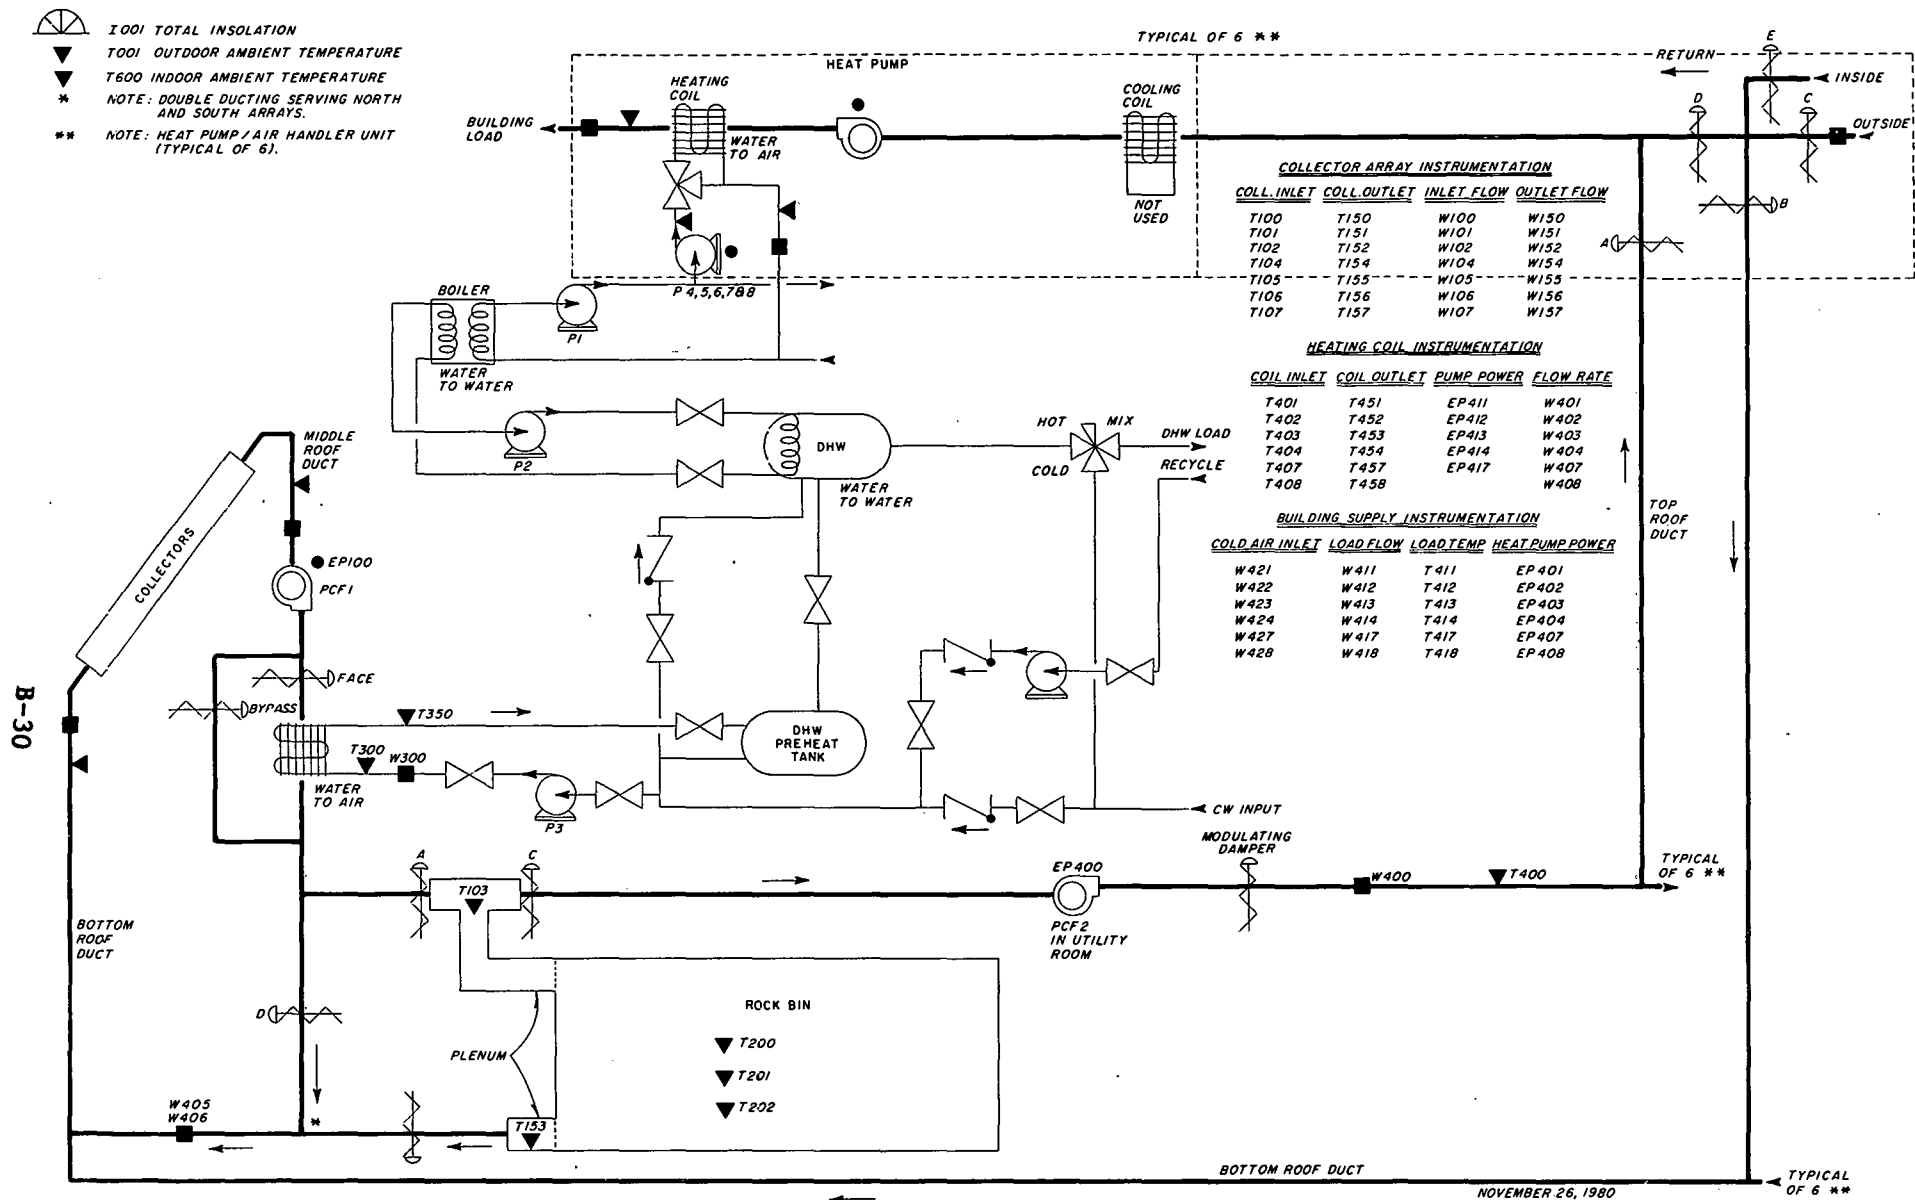 I001 TOTAL INSOLATION
T001 OUTDOOR AMBIENT TEMPERATURE
T600 INDOOR AMBIENT TEMPERATURE
* NOTE: DOUBLE DUCTING SERVING NORTH
AND SOUTH ARRAYS.
** NOTE: HEAT PUMP / AIR HANDLER UNIT
(TYPICAL OF 6).
TYPICAL OF 6 **
HEAT PUMP
HEATING
COIL
COOLING
COIL
RETURN
E
INSIDE
D
C
OUTSIDE
BUILDING
LOAD
WATER
TO AIR
NOT
USED
B
A
COLLECTOR ARRAY INSTRUMENTATION
COLL. INLET COLL. OUTLET INLET FLOW OUTLET FLOW
T100 T150 W100 W150
T101 T151 W101 W151
T102 T152 W102 W152
T104 T154 W104 W154
T105 T155 W105 W155
T106 T156 W106 W156
T107 T157 W107 W157
P 4,5,6,7&8
BOILER
P1
WATER
TO WATER
HEATING COIL INSTRUMENTATION
COIL INLET COIL OUTLET PUMP POWER FLOW RATE
T401 T451 EP411 W401
T402 T452 EP412 W402
T403 T453 EP413 W403
T404 T454 EP414 W404
T407 T457 EP417 W407
T408 T458 W408
BUILDING SUPPLY INSTRUMENTATION
COLD AIR INLET LOAD FLOW LOAD TEMP HEAT PUMP POWER
W421 W411 T411 EP401
W422 W412 T412 EP402
W423 W413 T413 EP403
W424 W414 T414 EP404
W427 W417 T417 EP407
W428 W418 T418 EP408
P2
DHW
WATER
TO WATER
HOT
MIX
COLD
DHW LOAD
RECYCLE
TOP
ROOF
DUCT
MIDDLE
ROOF
DUCT
COLLECTORS
EP100
PCF1
FACE
BYPASS
T350
T300
W300
WATER
TO AIR
P3
DHW
PREHEAT
TANK
CW INPUT
B-30
MODULATING
DAMPER
A
C
T103
EP400
PCF2
IN UTILITY
ROOM
W400
T400
TYPICAL
OF 6 **
BOTTOM
ROOF
DUCT
D
PLENUM
ROCK BIN
T200
T201
T202
W405
W406
*
T153
BOTTOM ROOF DUCT
TYPICAL
OF 6 **
NOVEMBER 26, 1980